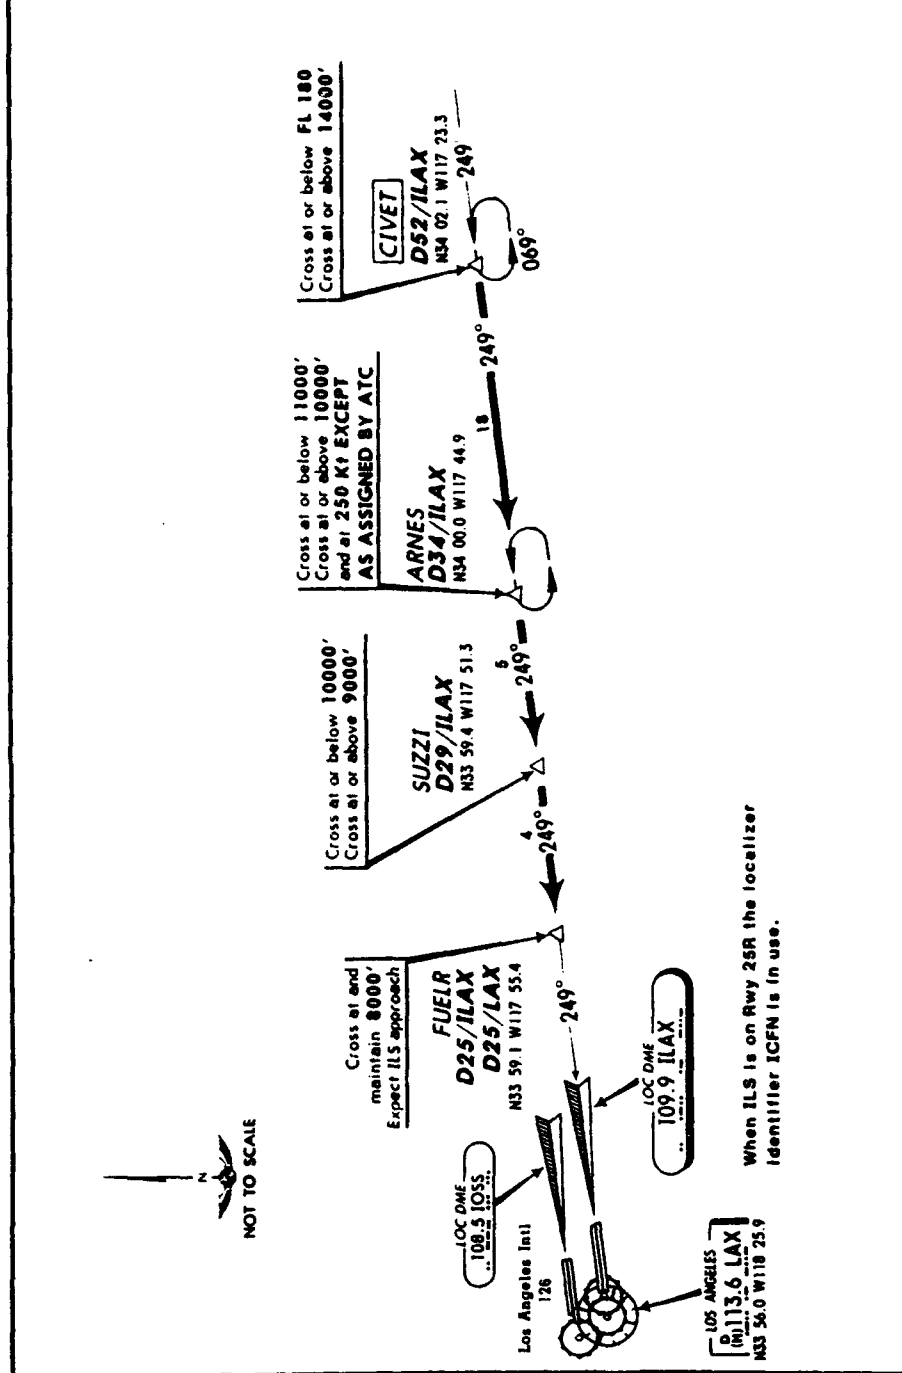 Cross at or below FL 180
Cross at or above 14000'
CIVET
D52/ILAX
N34 02.1 W117 23.3
249
069°
249°
18
Cross at or below 11000'
Cross at or above 10000'
and at 250 Kt EXCEPT
AS ASSIGNED BY ATC
ARNES
D34/ILAX
N34 00.0 W117 44.9
249°
5
Cross at or below 10000'
Cross at or above 9000'
SUZZI
D29/ILAX
N33 59.4 W117 51.3
4
249°
Cross at and
maintain 8000'
Expect ILS approach
FUELR
D25/ILAX
D25/LAX
N33 59.1 W117 55.4
249°
LOC DME
109.9 ILAX
LOC DME
108.5 IOSS
N
NOT TO SCALE
Los Angeles Intl
126
LOS ANGELES
D
(H) 113.6 LAX
N33 56.0 W118 25.9
When ILS is on Rwy 25R the localizer
identifier ICFN is in use.